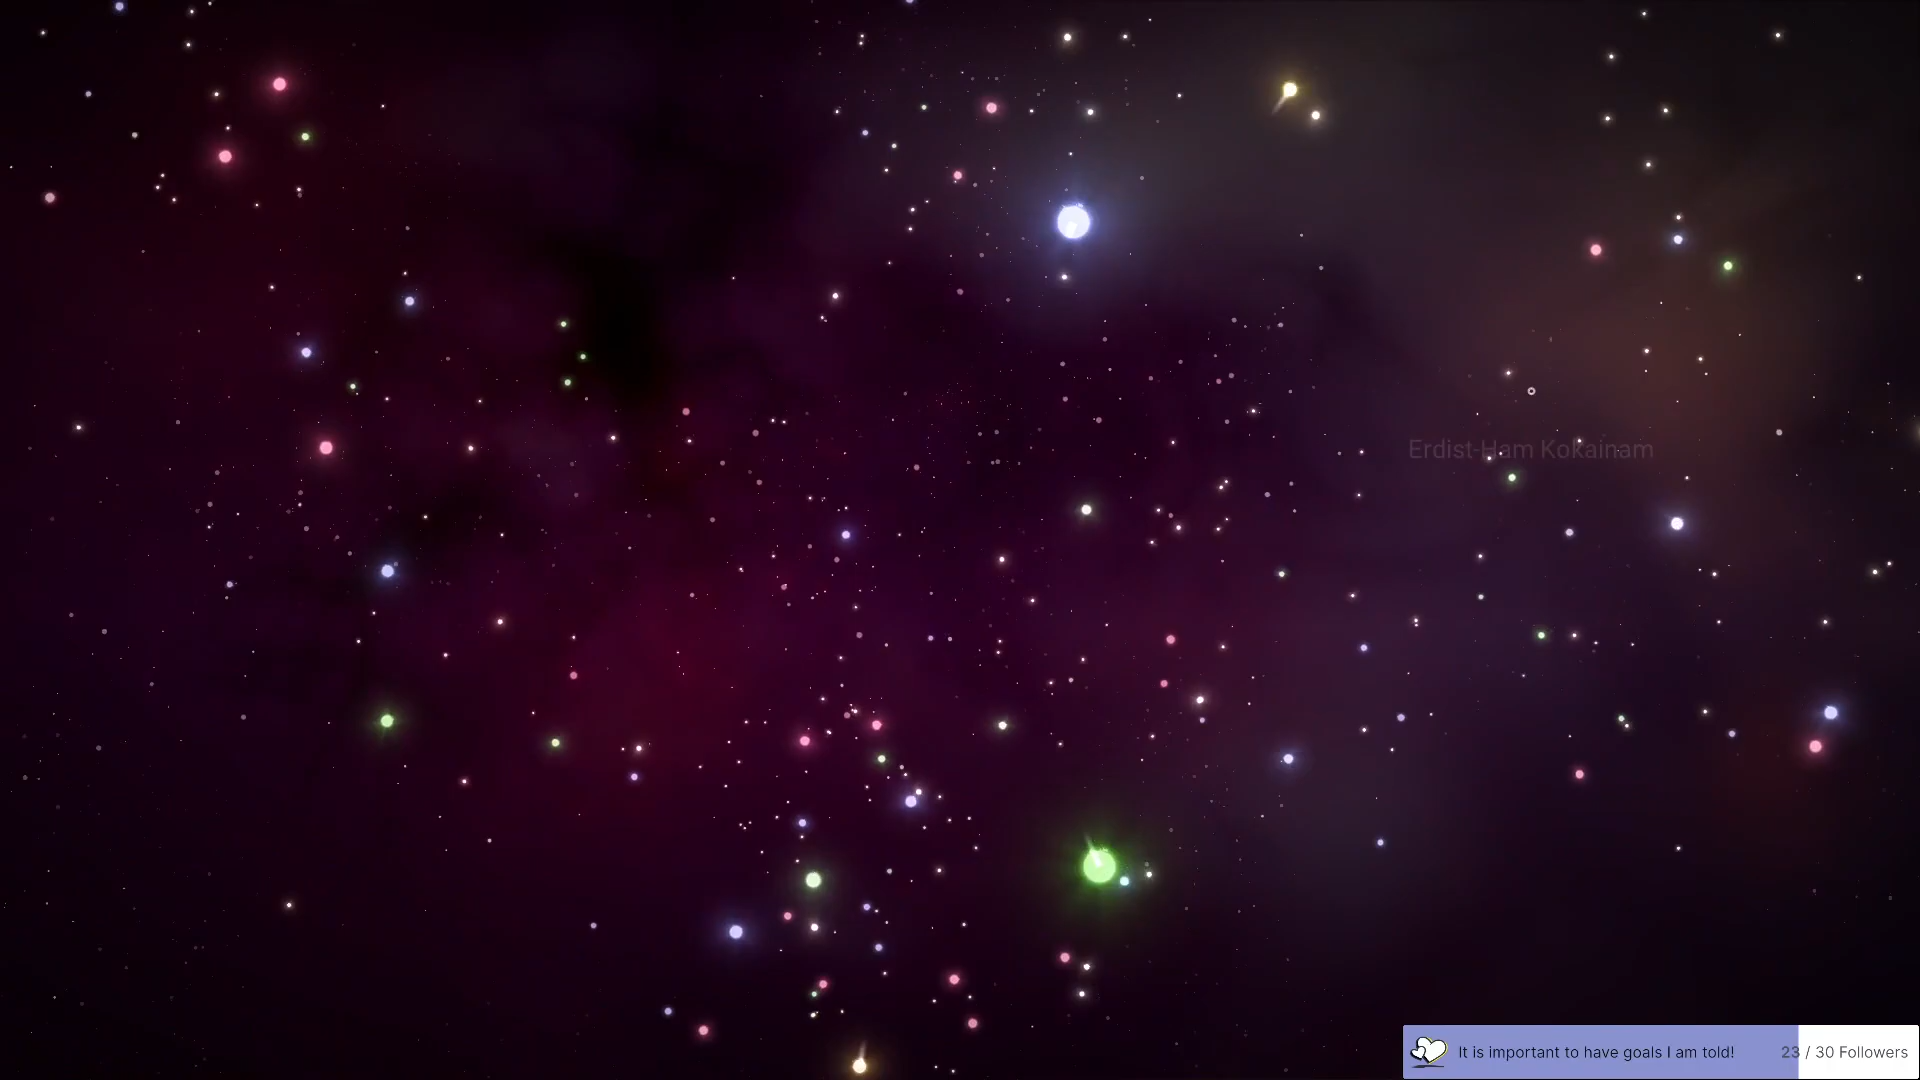 Erdist-Ham Kokainam
It is important to have goals I am told! 23 / 30 Followers